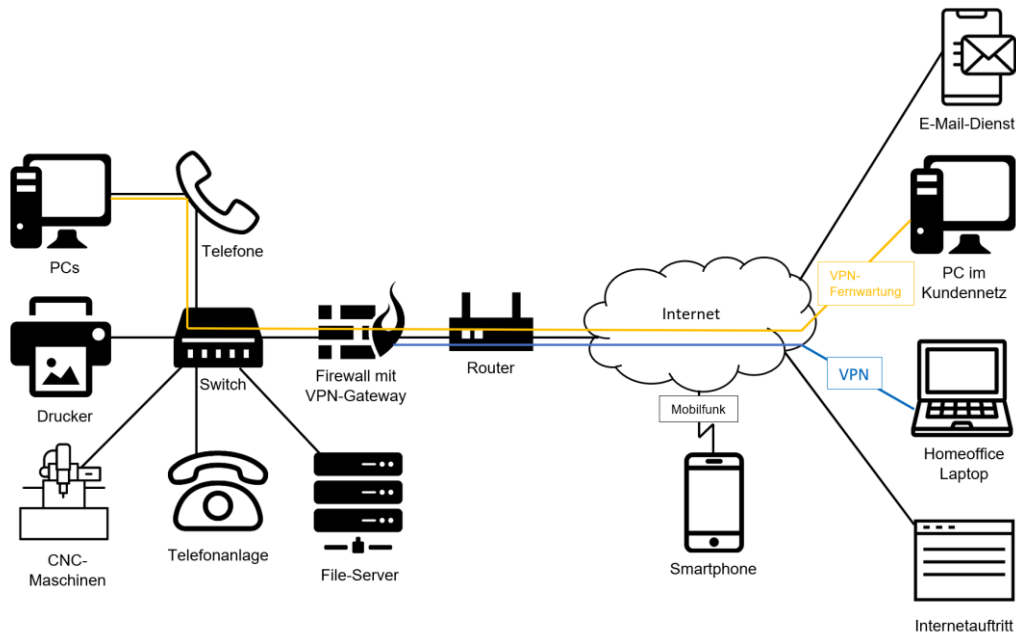 E-Mail-Dienst
PCs
Telefone
VPN-
Fernwartung
PC im
Kundennetz
Internet
Drucker
Switch
Firewall mit
VPN-Gateway
Router
VPN
Mobilfunk
Homeoffice
Laptop
CNC-
Maschinen
Telefonanlage
File-Server
Smartphone
Internetauftritt